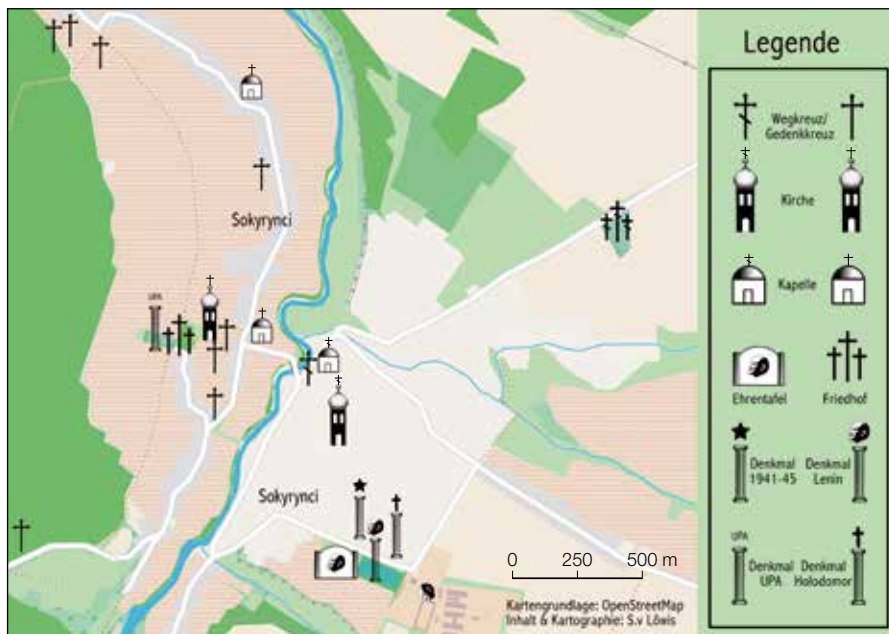 Legende
Wegkreuz/
Gedenkkreuz
Kirche
Kapelle
Ehrentafel Friedhof
Denkmal Denkmal
1941-45 Lenin
UPA
Denkmal Denkmal
UPA Holodomor
Sokyrynci
UPA
Sokyrynci
0 250 500 m
Kartengrundlage: OpenStreetMap
Inhalt & Kartographie: S.v Löwis